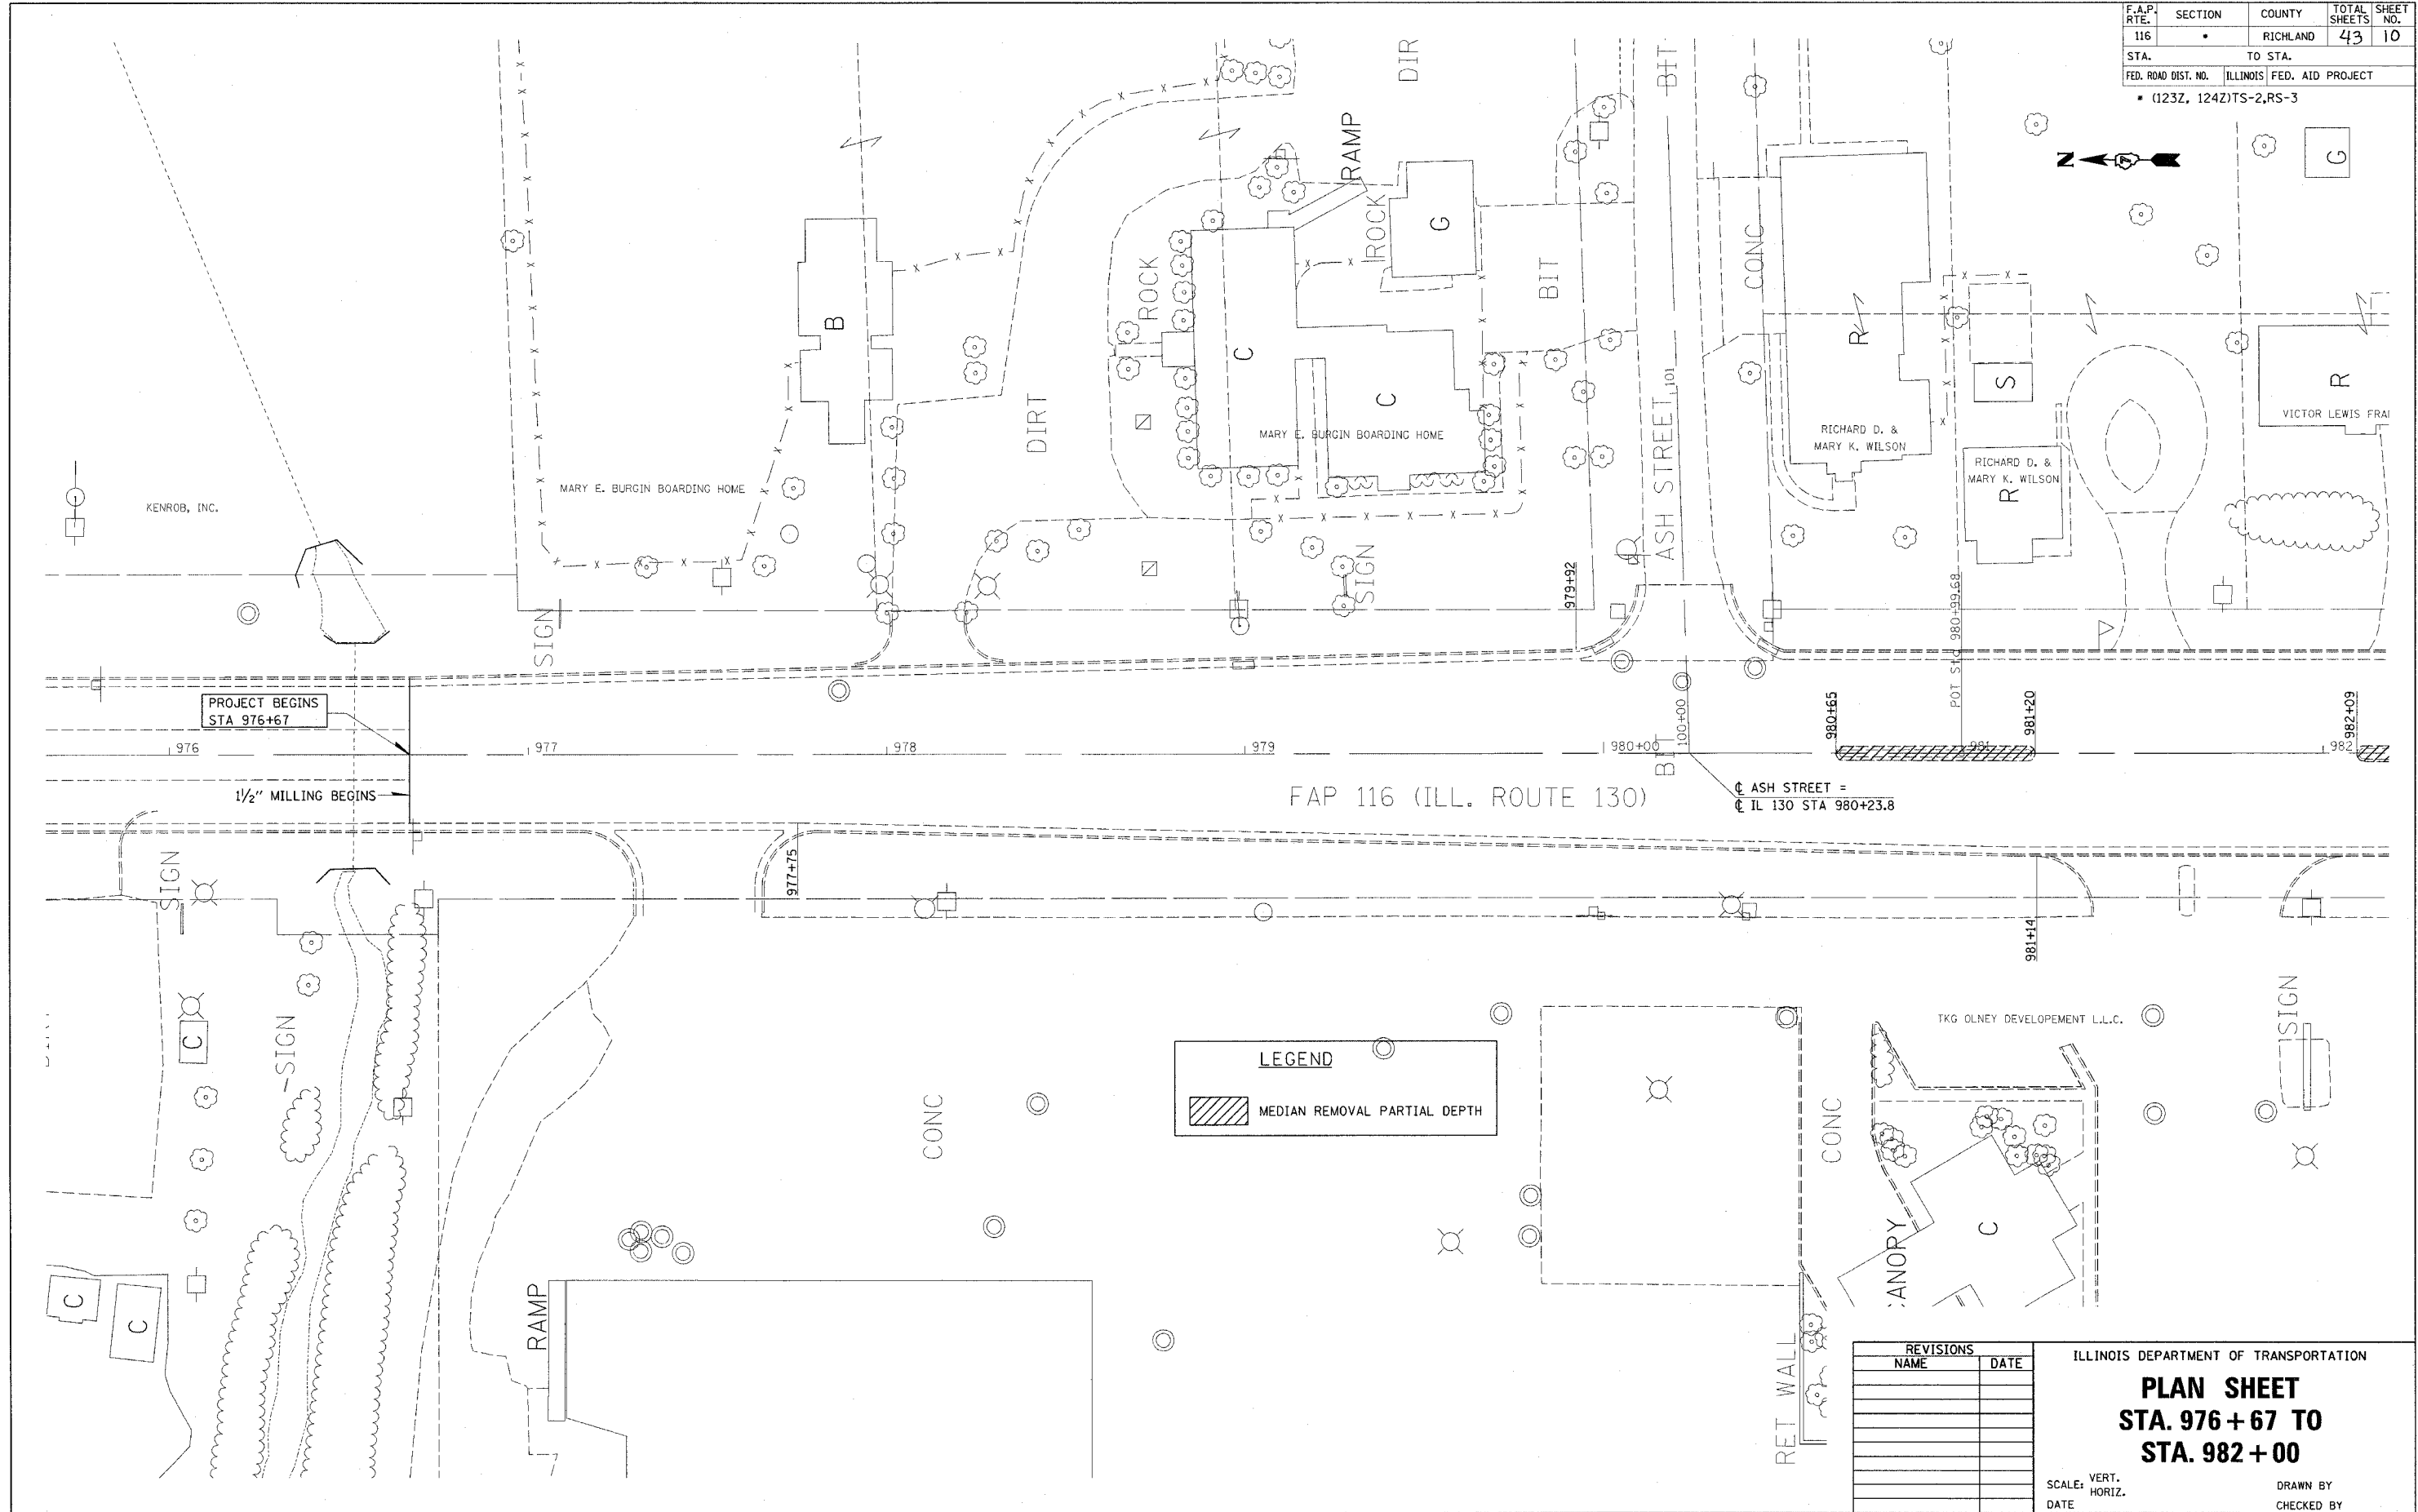 F.A.P. RTE. SECTION COUNTY TOTAL SHEETS SHEET NO.
116 • RICHLAND 43 10
STA. TO STA.
FED. ROAD DIST. NO. ILLINOIS FED. AID PROJECT
* (123Z, 124Z)TS-2,RS-3
N
DIR
BIT
RAMP
ROCK
ROCK
G
G
BIT
CONC
B
C
C
R
S
R
R
DIRT
ASH STREET
101
VICTOR LEWIS FRA
MARY E. BURGIN BOARDING HOME
MARY E. BURGIN BOARDING HOME
RICHARD D. &
MARY K. WILSON
RICHARD D. &
MARY K. WILSON
KENROB, INC.
SIGN
SIGN
979+92
POT Sta 980+99.68
PROJECT BEGINS
STA 976+67
100+00
980+65
981+20
982+09
976
977
978
979
980+00
981
982
BIT
1½" MILLING BEGINS
FAP 116 (ILL. ROUTE 130)
℄ ASH STREET =
℄ IL 130 STA 980+23.8
977+75
981+14
SIGN
SIGN
SIGN
C
CONC
CONC
TKG OLNEY DEVELOPEMENT L.L.C.
LEGEND
MEDIAN REMOVAL PARTIAL DEPTH
C
C
C
RAMP
CANOPY
RET WALL
REVISIONS
NAME DATE
ILLINOIS DEPARTMENT OF TRANSPORTATION
PLAN SHEET
STA. 976+67 TO
STA. 982+00
SCALE: VERT. HORIZ.
DRAWN BY
DATE
CHECKED BY